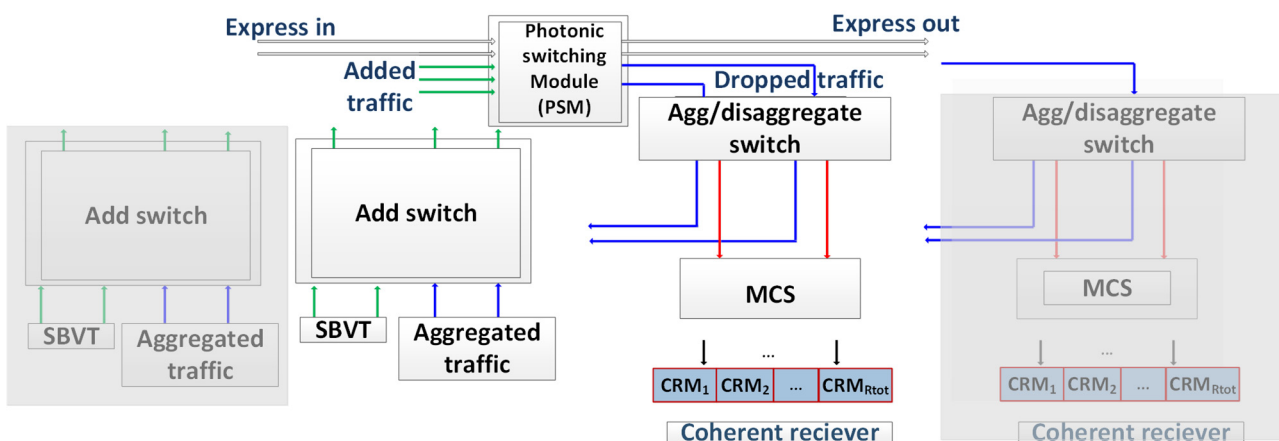 Express in
Photonic
switching
Module
(PSM)
Express out
Added
traffic
Dropped traffic
Agg/disaggregate
switch
Agg/disaggregate
switch
Add switch
Add switch
MCS
MCS
SBVT
Aggregated
traffic
SBVT
Aggregated
traffic
...
...
CRM1 CRM2 ... CRMRtot
CRM1 CRM2 ... CRMRtot
Coherent reciever
Coherent reciever